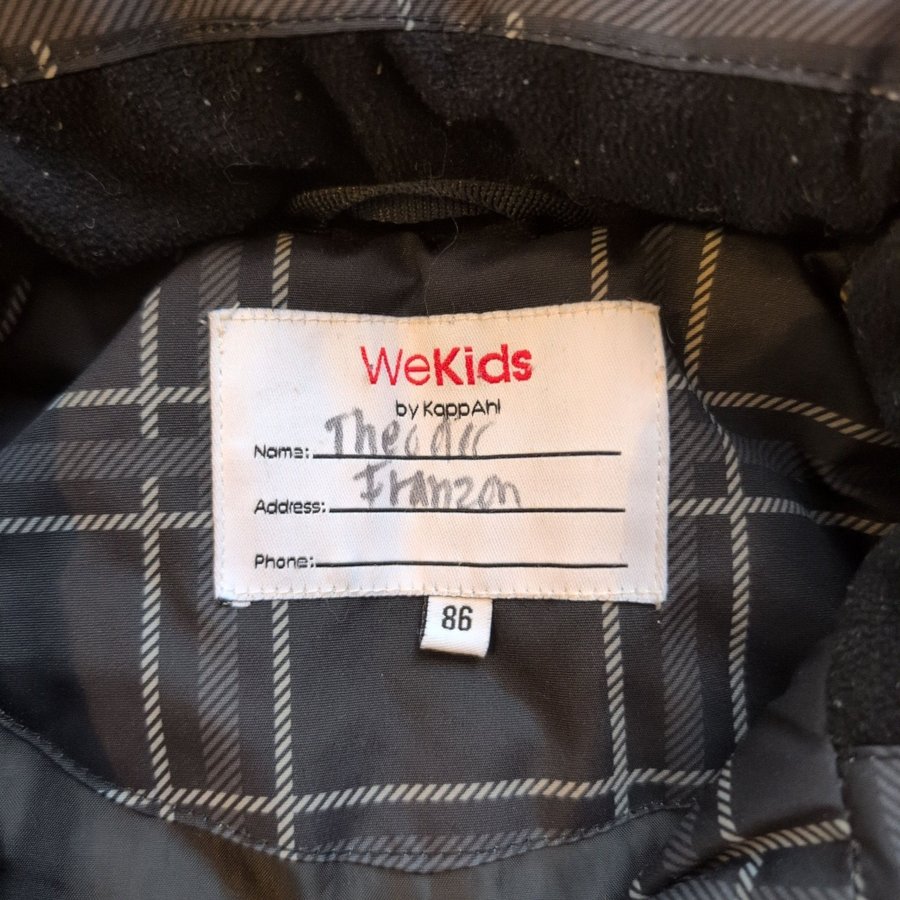 WeKids
by KappAhl
Name: Theodor
Address: Franzon
Phone:
86